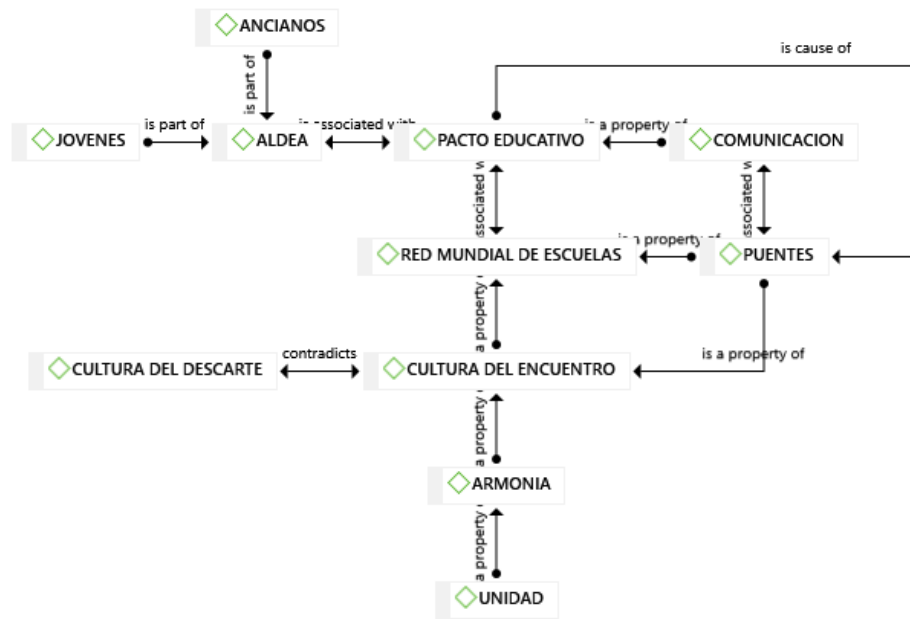 ANCIANOS
is cause of
is part of
is part of
JOVENES
ALDEA
is associated with
PACTO EDUCATIVO
is a property of
COMUNICACION
associated w
associated w
RED MUNDIAL DE ESCUELAS
is a property of
PUENTES
a property
CULTURA DEL DESCARTE
contradicts
CULTURA DEL ENCUENTRO
is a property of
a property
ARMONIA
a property
UNIDAD